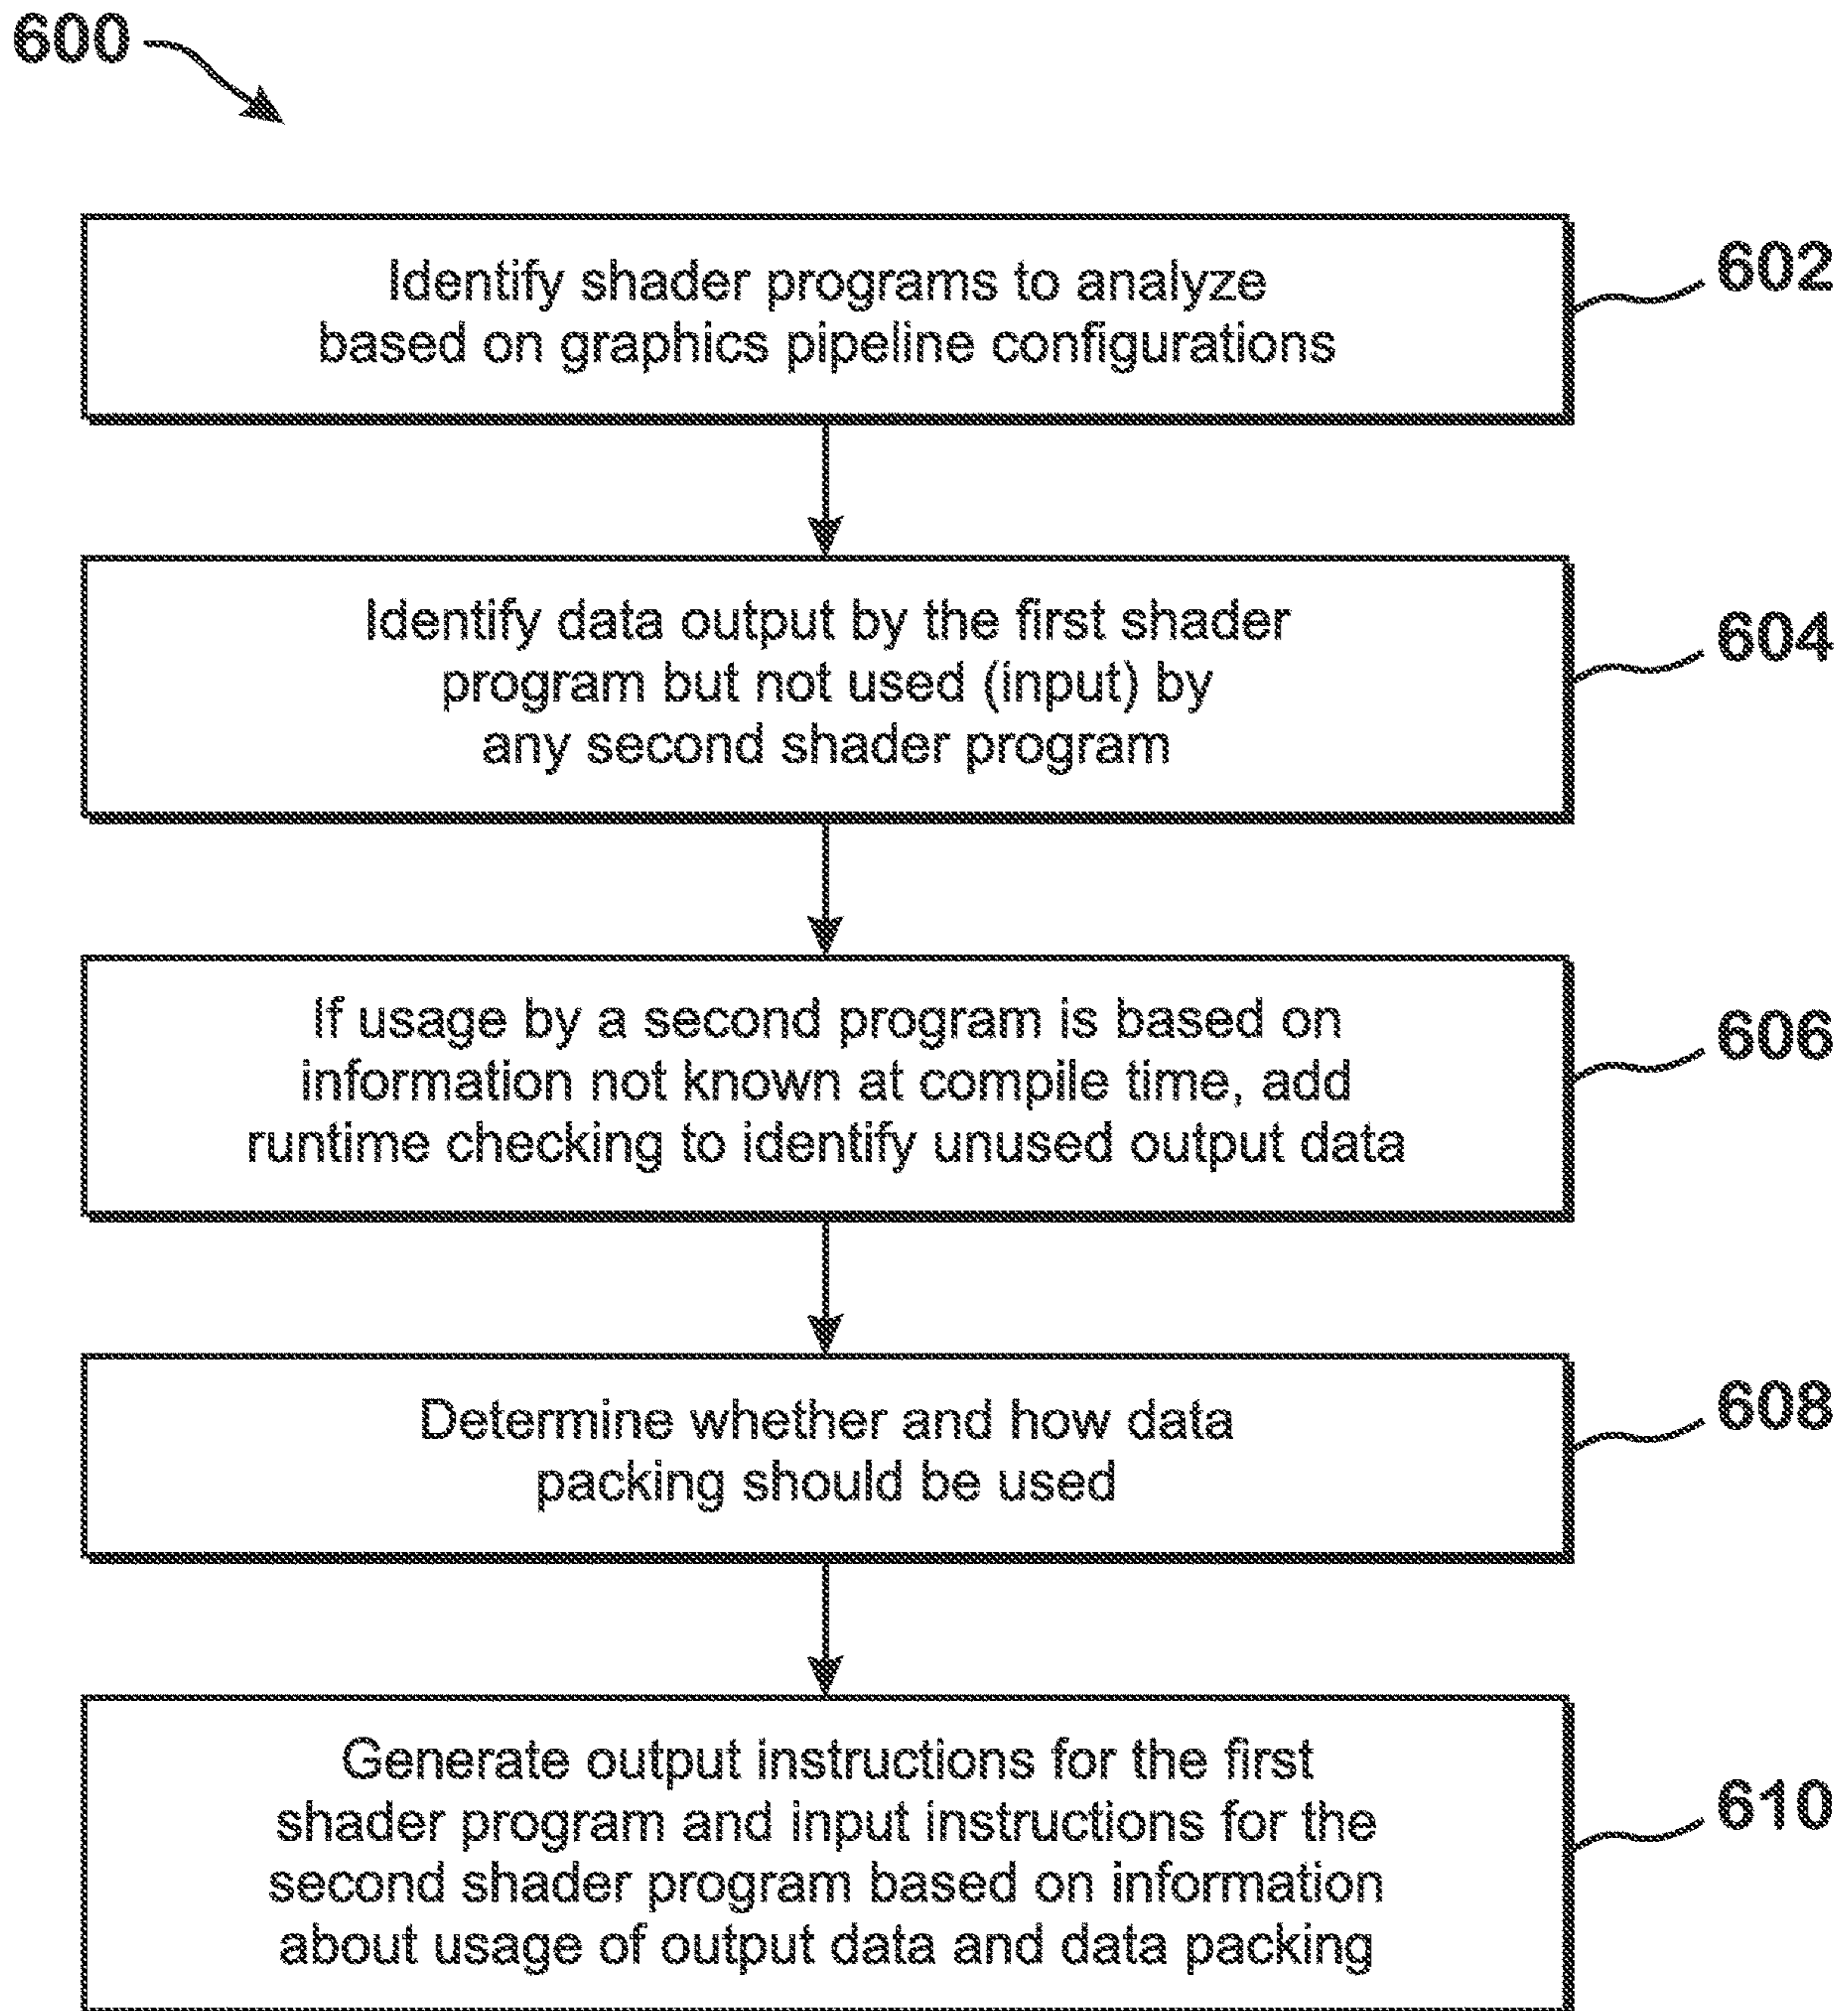 600
Identify shader programs to analyze
based on graphics pipeline configurations
602
Identify data output by the first shader
program but not used (input) by
any second shader program
604
If usage by a second program is based on
information not known at compile time, add
runtime checking to identify unused output data
606
Determine whether and how data
packing should be used
608
Generate output instructions for the first
shader program and input instructions for the
second shader program based on information
about usage of output data and data packing
610